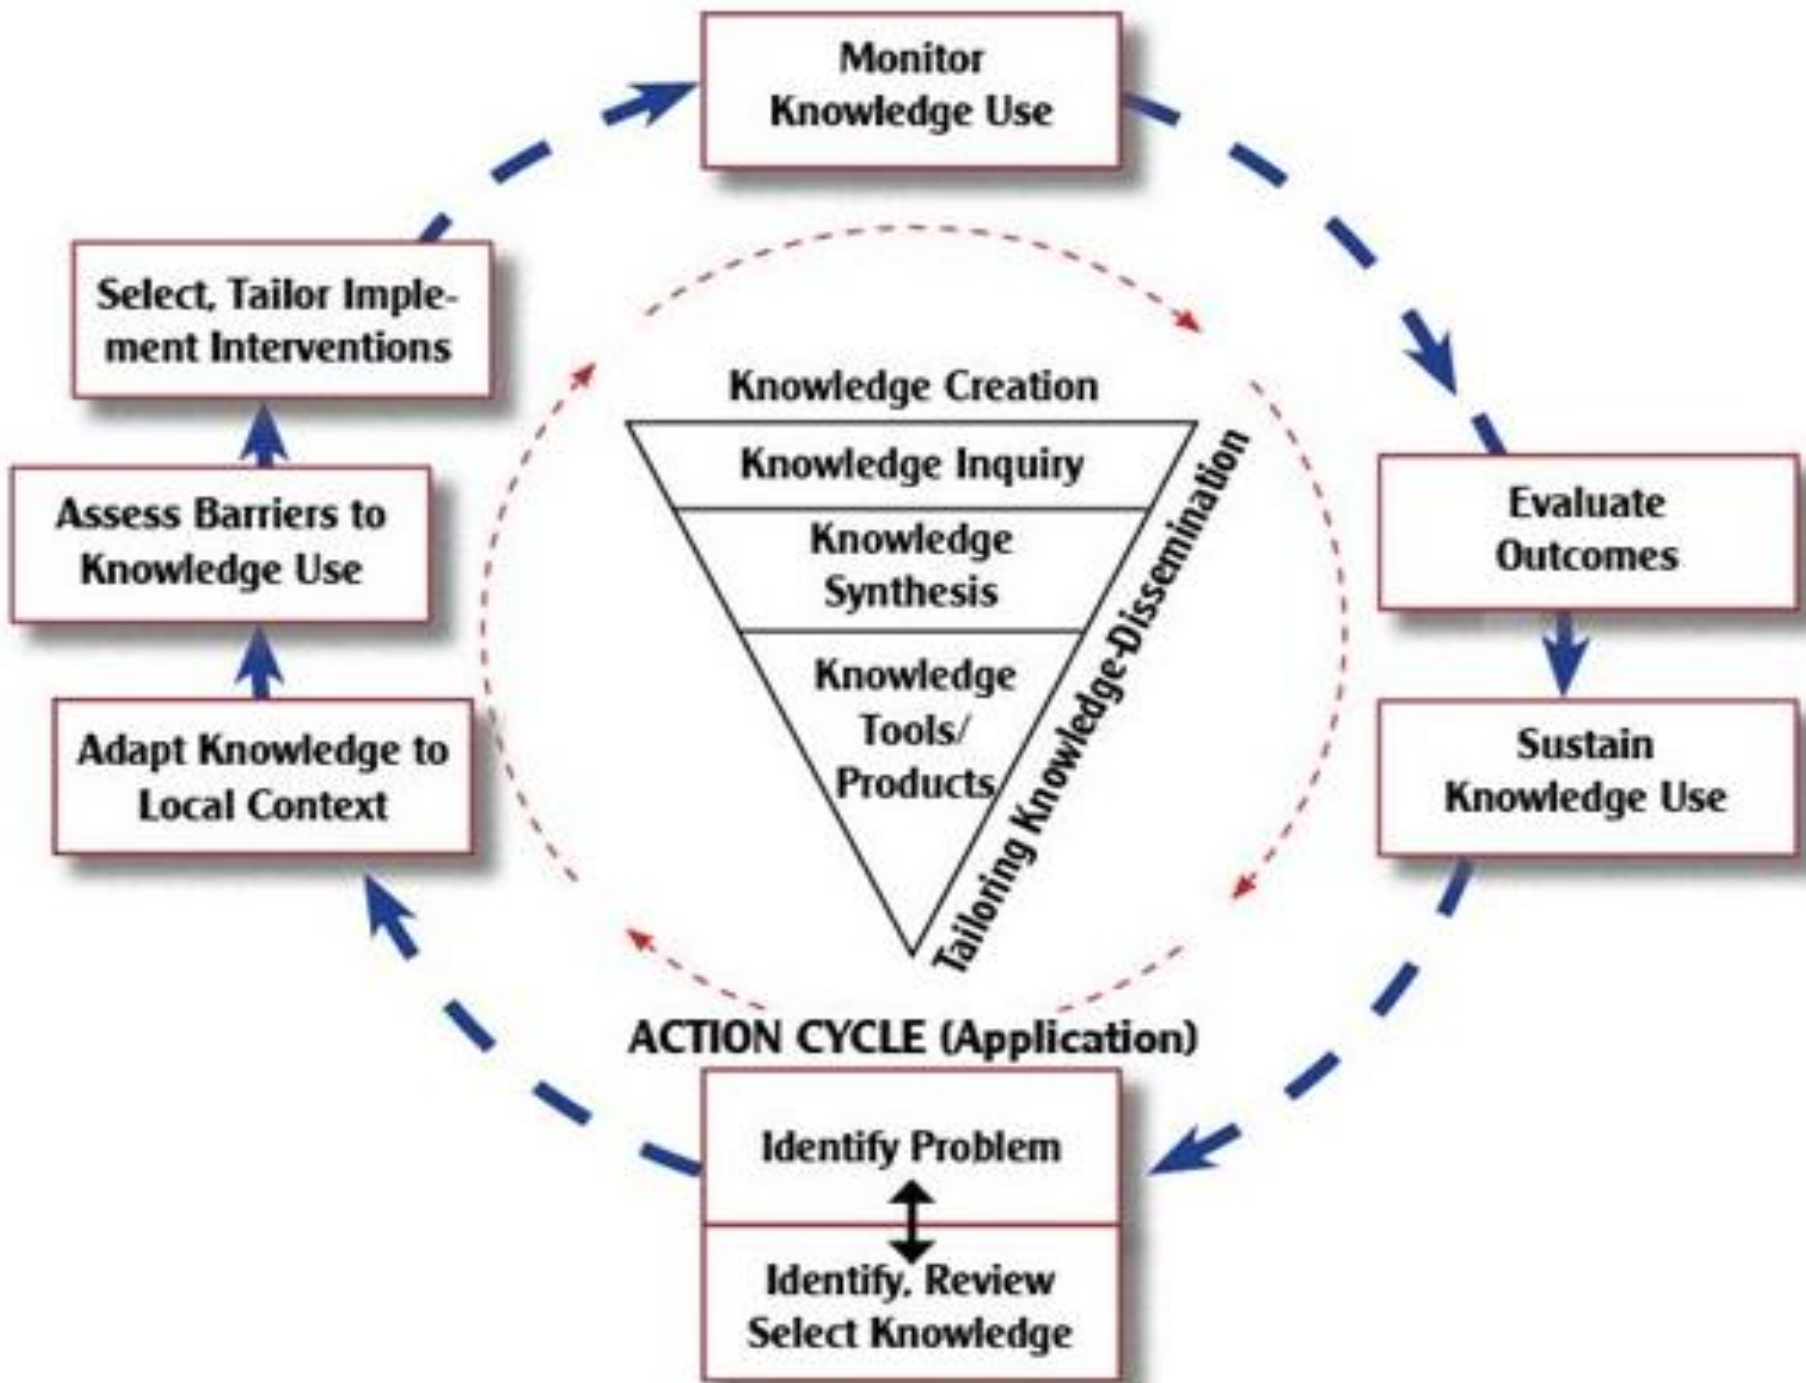 Monitor
Knowledge Use
Select, Tailor Imple-
ment Interventions
Assess Barriers to
Knowledge Use
Adapt Knowledge to
Local Context
Knowledge Creation
Knowledge Inquiry
Knowledge
Synthesis
Knowledge
Tools/
Products
Tailoring Knowledge-Dissemination
Evaluate
Outcomes
Sustain
Knowledge Use
ACTION CYCLE (Application)
Identify Problem
Identify, Review
Select Knowledge